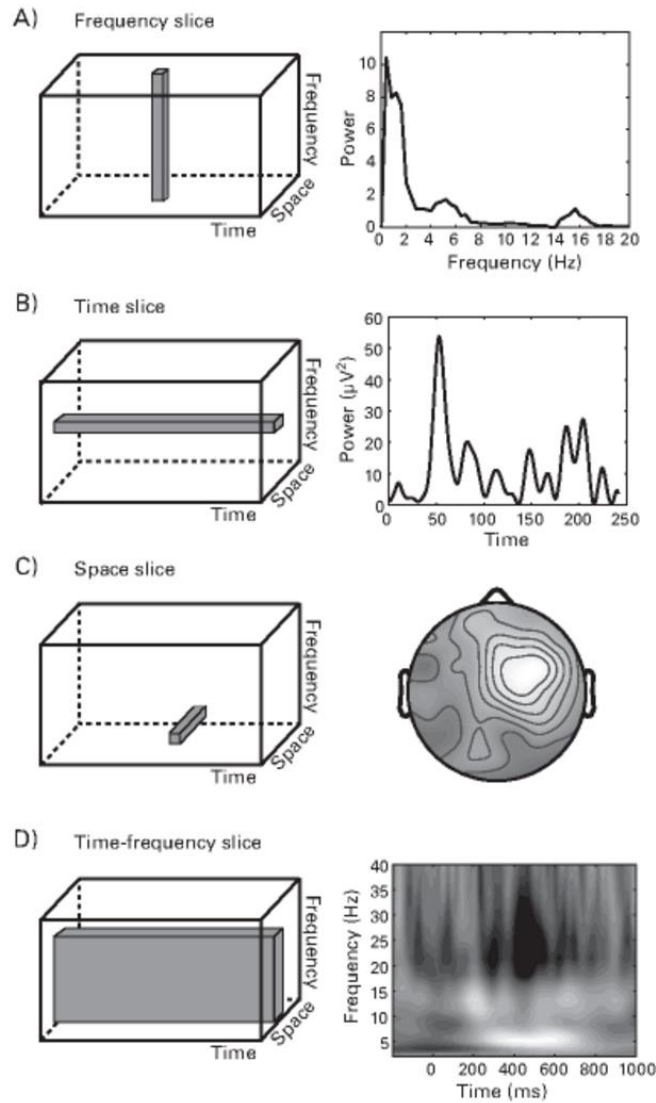 A) Frequency slice
Frequency
Space
Time
Power
10
8
6
4
2
0
0 2 4 6 8 10 12 14 16 18 20
Frequency (Hz)
B) Time slice
Frequency
Space
Time
Power (µV²)
60
50
40
30
20
10
0
0 50 100 150 200 250
Time
C) Space slice
Frequency
Space
Time
D) Time-frequency slice
Frequency
Space
Time
Frequency (Hz)
40
35
30
25
20
15
10
5
0 200 400 600 800 1000
Time (ms)